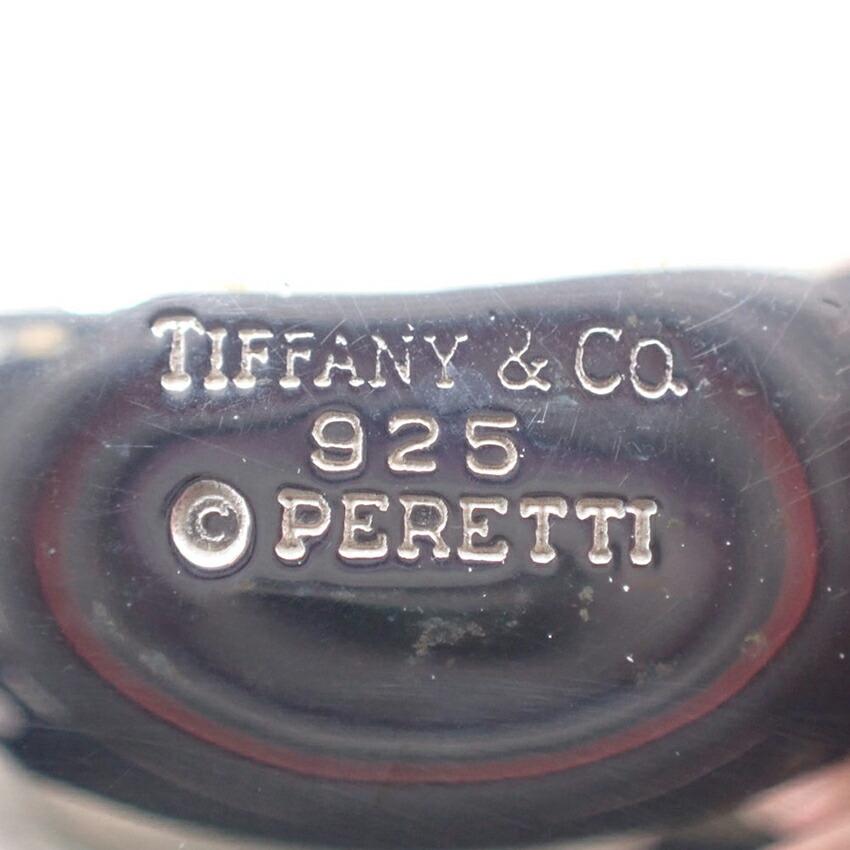 TIFFANY & CO.
925
© PERETTI